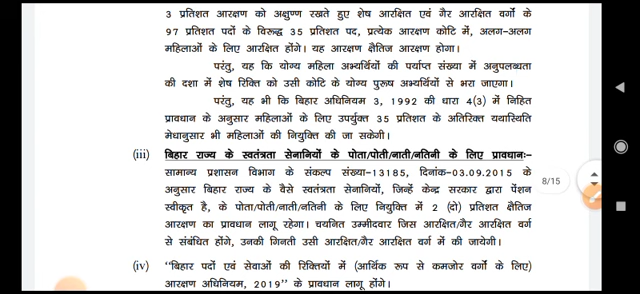 3 प्रतिशत आरक्षण को अक्षुण्ण रखते हुए शेष आरक्षित एवं गैर आरक्षित वर्गो के
97 प्रतिशत पदों के विरूद्ध 35 प्रतिशत पद, प्रत्येक आरक्षण कोटि में, अलग-अलग
महिलाओं के लिए आरक्षित होंगे। यह आरक्षण क्षैतिज आरक्षण होगा।
परंतु, यह कि योग्य महिला अभ्यर्थियों की पर्याप्त संख्या में अनुपलब्धता
की दशा में शेष रिक्ति को उसी कोटि के योग्य पुरूष अभ्यर्थियों से भरा जाएगा।
परंतु, यह भी कि बिहार अधिनियम 3, 1992 की धारा 4(3) में निहित
प्रावधान के अनुसार महिलाओं के लिए उपर्युक्त 35 प्रतिशत के अतिरिक्त यथास्थिति
मेधानुसार भी महिलाओं की नियुक्ति की जा सकेगी।
(iii) बिहार राज्य के स्वतंत्रता सेनानियों के पोता/पोती/नाती/नतिनी के लिए प्रावधानः-
सामान्य प्रशासन विभाग के संकल्प संख्या-13185, दिनांक-03.09.2015 के
8/15
अनुसार बिहार राज्य के वैसे स्वतंत्रता सेनानियों, जिन्हें केन्द्र सरकार द्वारा पेंशन
स्वीकृत है, के पोता/पोती/नाती/नतिनी के लिए नियुक्ति में 2 (दो) प्रतिशत क्षैतिज
आरक्षण का प्रावधान लागू रहेगा। चयनित उम्मीदवार जिस आरक्षित/गैर आरक्षित वर्ग
से संबंधित होंगे, उनकी गिनती उसी आरक्षित/गैर आरक्षित वर्ग में की जायेगी।
(iv) "बिहार पदों एवं सेवाओं की रिक्तियों में (आर्थिक रूप से कमजोर वर्गो के लिए)
आरक्षण अधिनियम, 2019" के प्रावधान लागू होंगे।